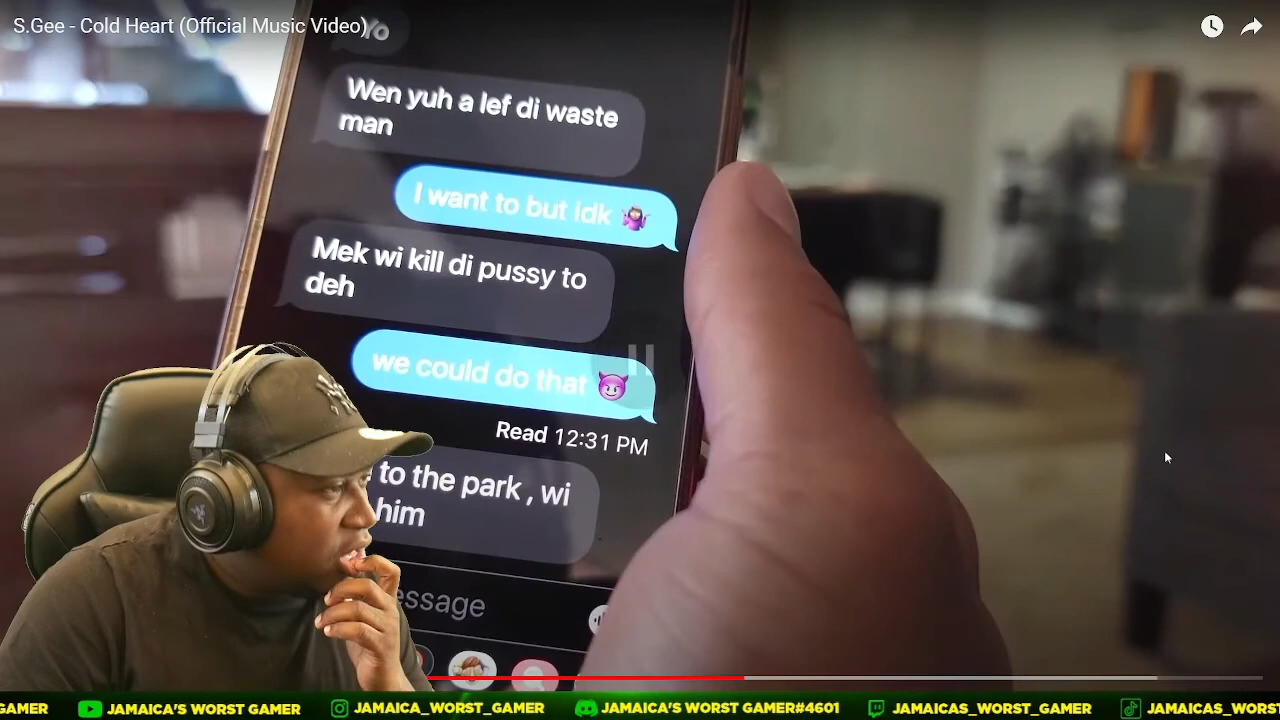 S.Gee - Cold Heart (Official Music Video)
Yo
Wen yuh a lef di waste
man
I want to but idk
Mek wi kill di pussy to
deh
we could do that
Read 12:31 PM
to the park , wi
him
essage
GAMER
JAMAICA'S WORST GAMER
JAMAICA_WORST_GAMER
JAMAICA'S WORST GAMER#4601
JAMAICAS_WORST_GAMER
JAMAICAS_WORST